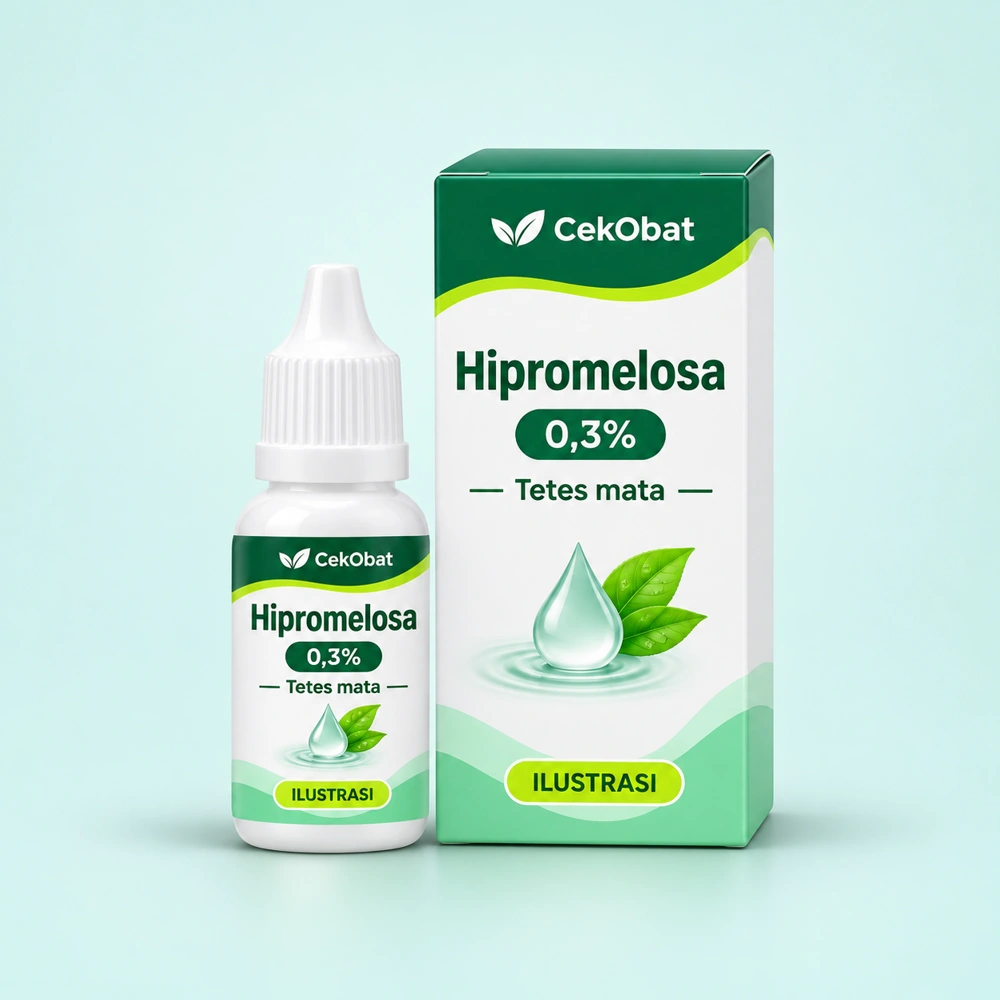 CekObat
Hipromelosa
0,3%
Tetes mata
ILUSTRASI
CekObat
Hipromelosa
0,3%
Tetes mata
ILUSTRASI